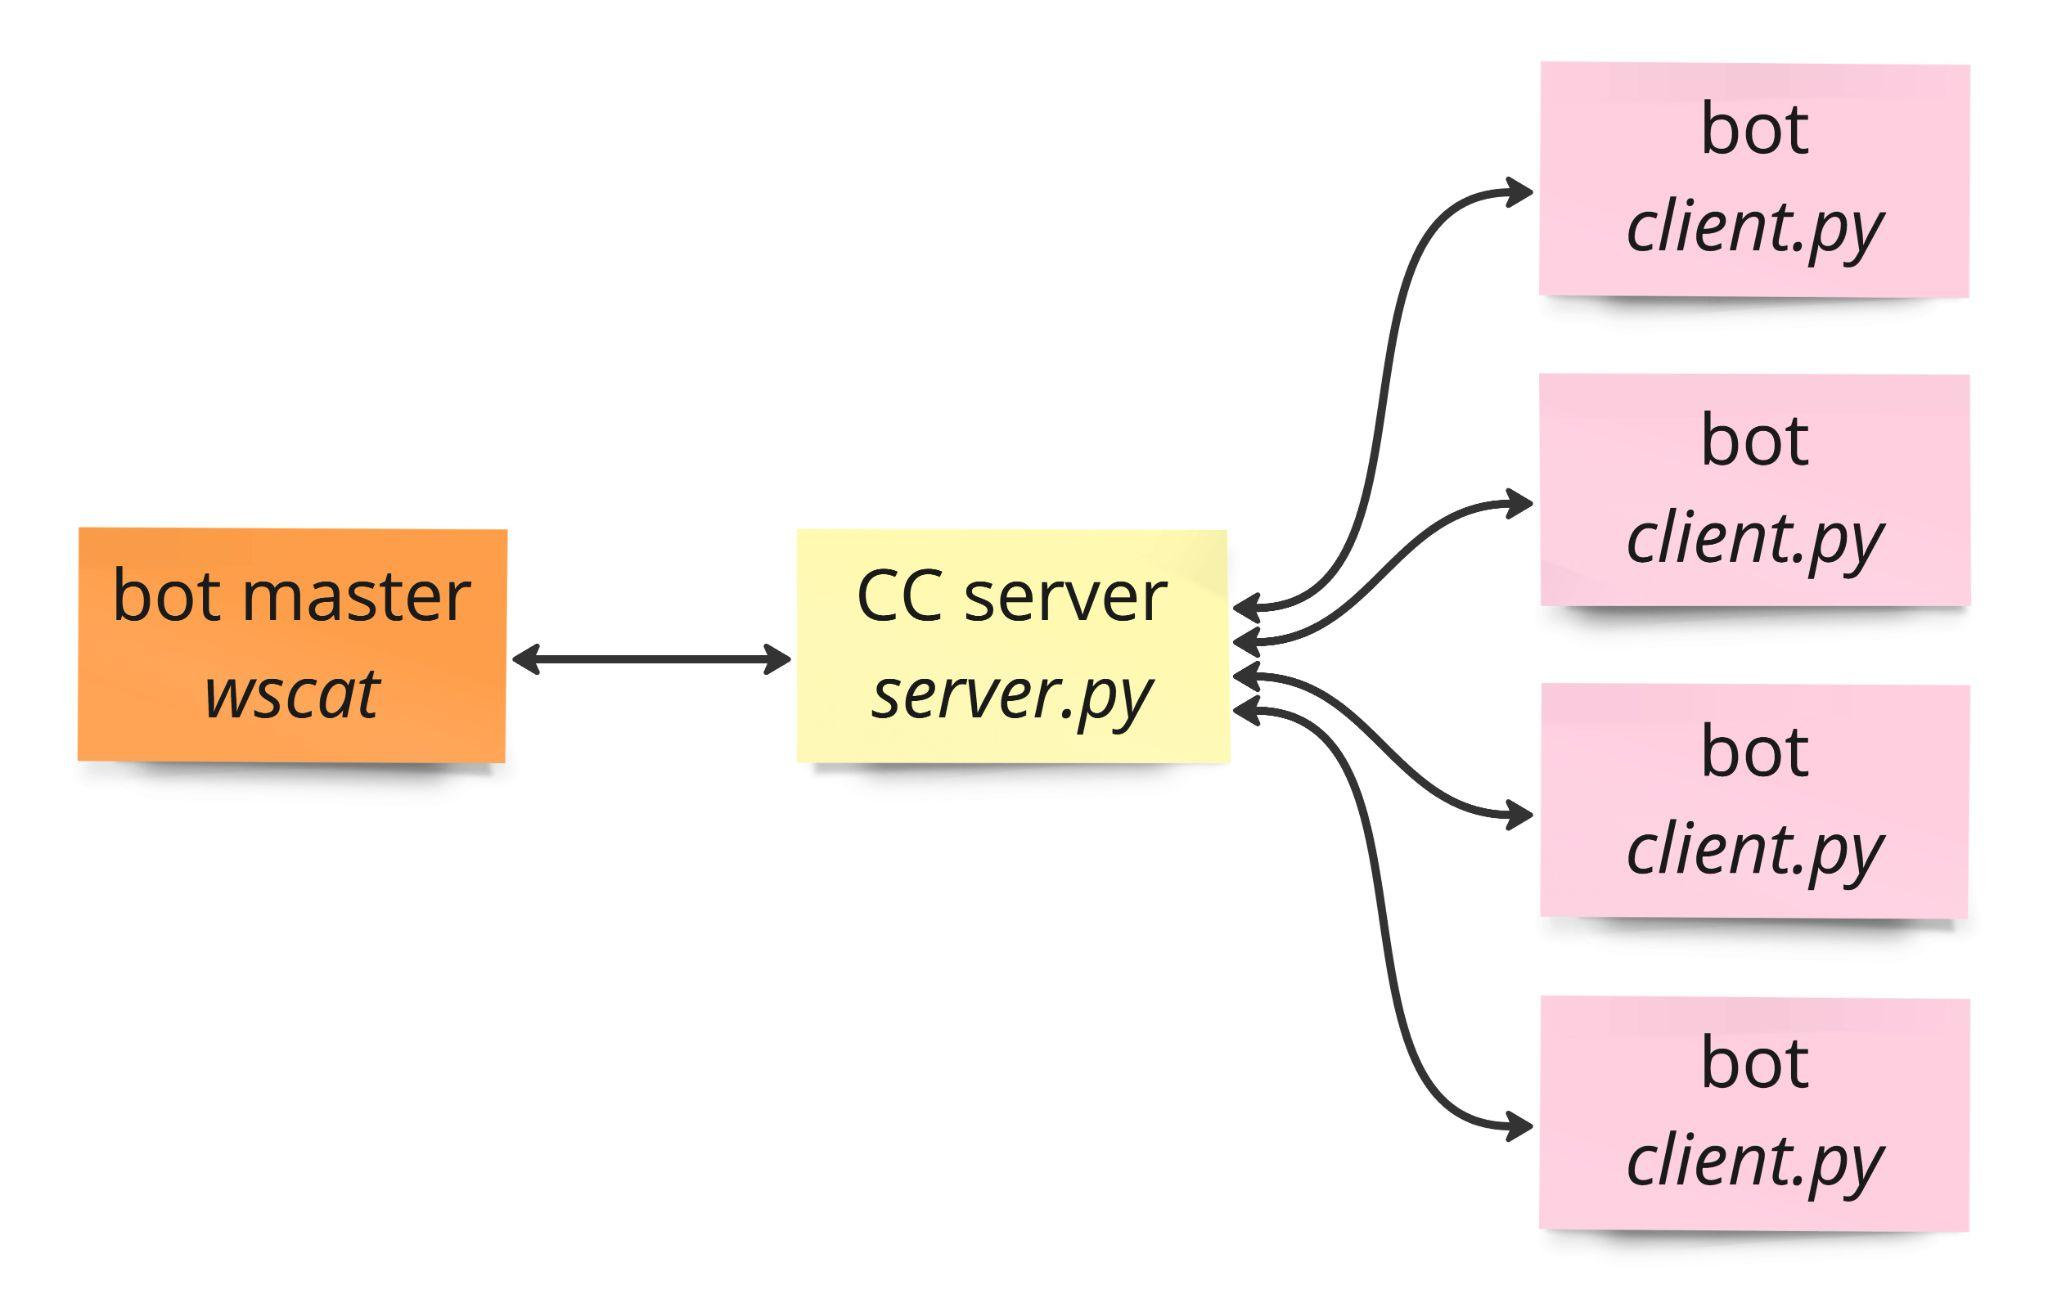 bot
client.py
bot
client.py
bot master
wscat
CC server
server.py
bot
client.py
bot
client.py